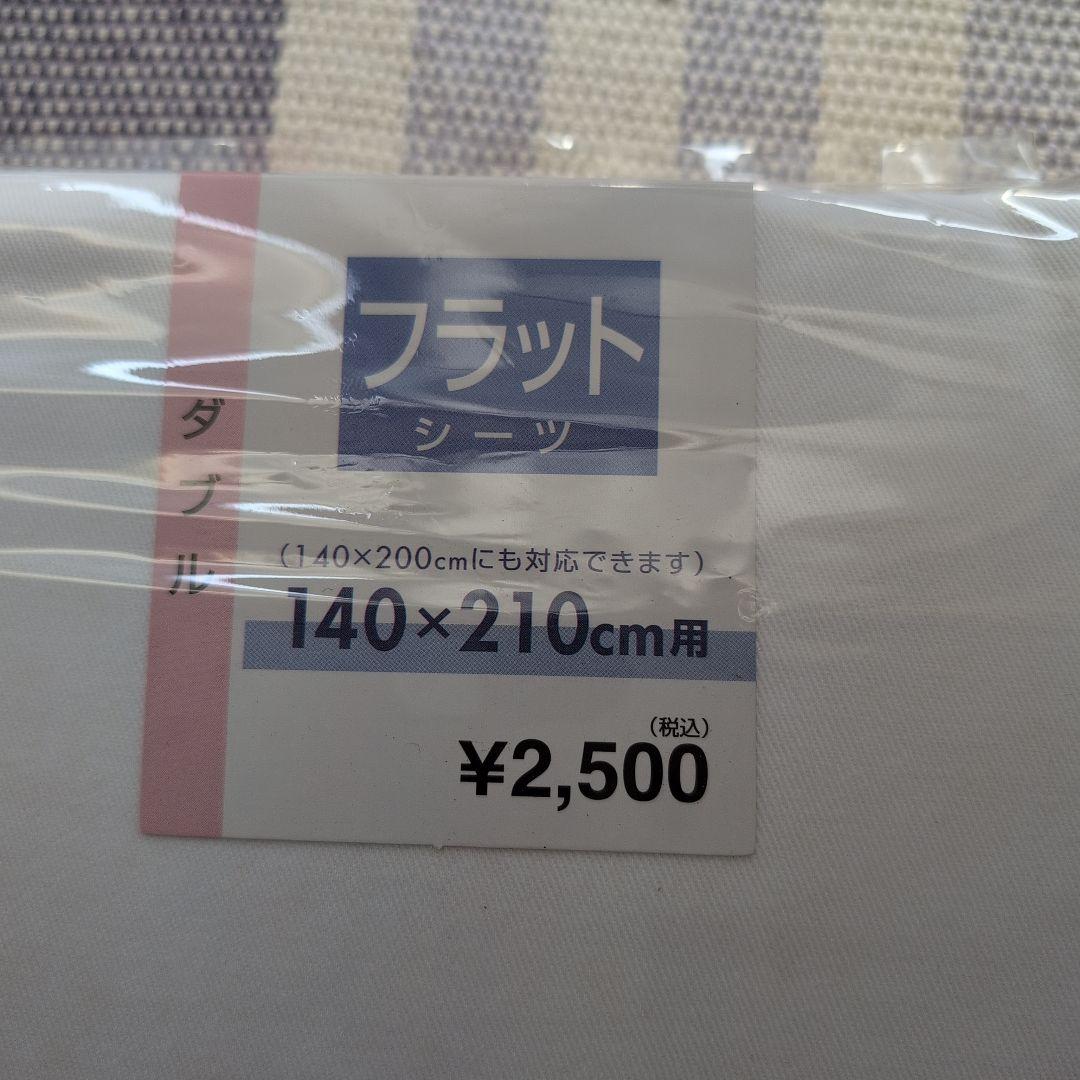 ダブル
フラット
シーツ
(140×200cmにも対応できます)
140×210cm用
(税込)
¥2,500